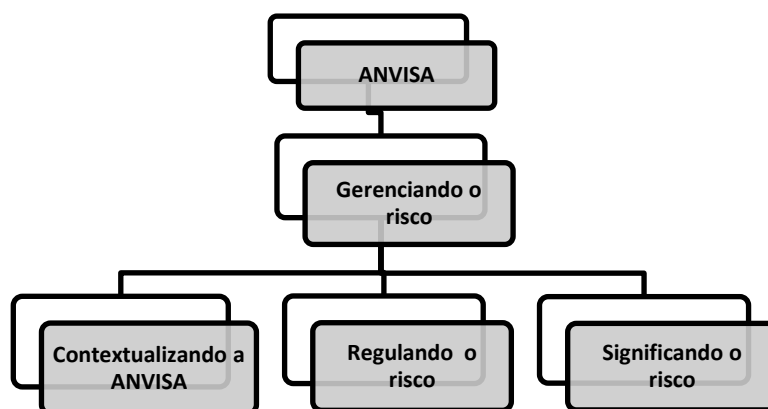 ANVISA
Gerenciando o
risco
Contextualizando a
ANVISA
Regulando o
risco
Significando o
risco